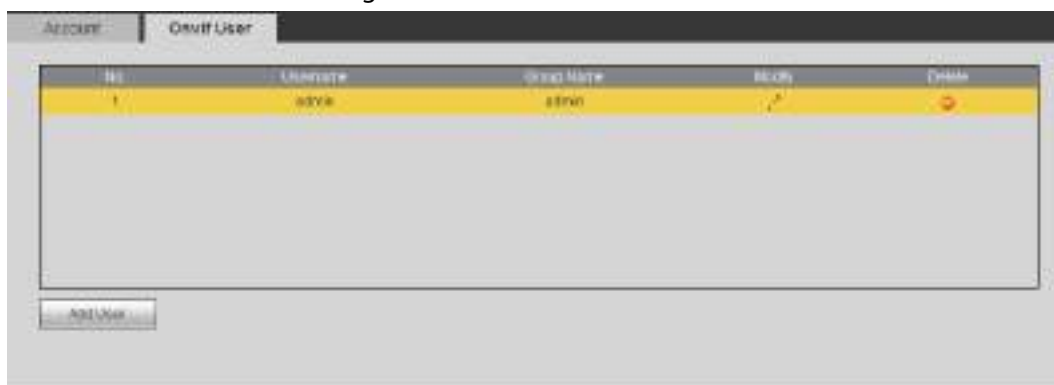 Account Onvif User
No. Username Group Name Modify Delete
1 admin admin
Add User